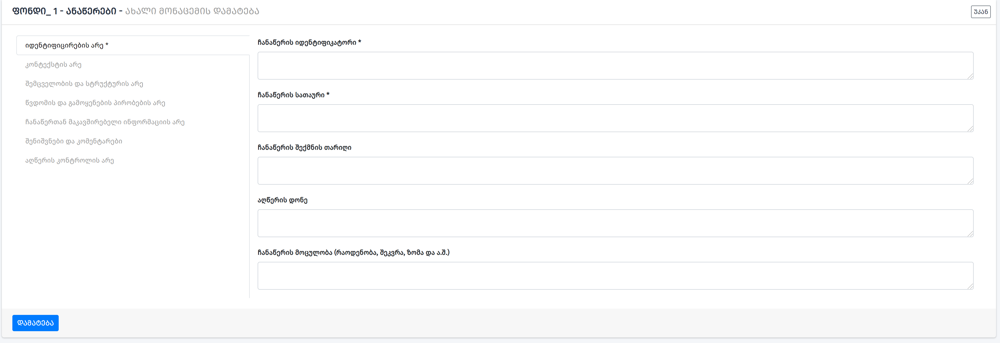 ფონდი_ 1 - ანაწერები - ახალი მონაცემის დამატება
უკან
იდენტიფიცირების არე *
კონტექსტის არე
შემცველობის და სტრუქტურის არე
წვდომის და გამოყენების პირობების არე
ჩანაწერთან მაკავშირებელი ინფორმაციის არე
შენიშვნები და კომენტარები
აღწერის კონტროლის არე
ჩანაწერის იდენტიფიკატორი *
ჩანაწერის სათაური *
ჩანაწერის შექმნის თარიღი
აღწერის დონე
ჩანაწერის მოცულობა (რაოდენობა, შეკვრა, ზომა და ა.შ.)
დამატება